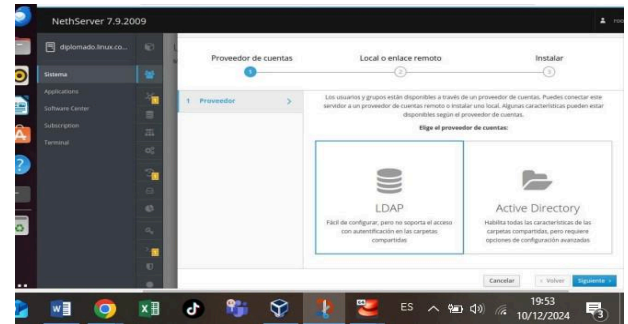 NethServer 7.9.2009
diplomado.linux.co...
Sistema
Applications
Software Center
Subscription
Terminal
Proveedor de cuentas
Local o enlace remoto
Instalar
1
2
3
1 Proveedor
Los usuarios y grupos están disponibles a través de un proveedor de cuentas. Puedes conectar este
servidor a un proveedor de cuentas remoto o instalar uno local. Algunas características pueden estar
disponibles según el proveedor de cuentas.
Elige el proveedor de cuentas:
LDAP
Fácil de configurar, pero no soporta el acceso
con autentificación en las carpetas
compartidas
Active Directory
Habilita todas las características de las
carpetas compartidas, pero requiere
opciones de configuración avanzadas
Cancelar
< Volver
Siguiente >
ES
19:53
10/12/2024